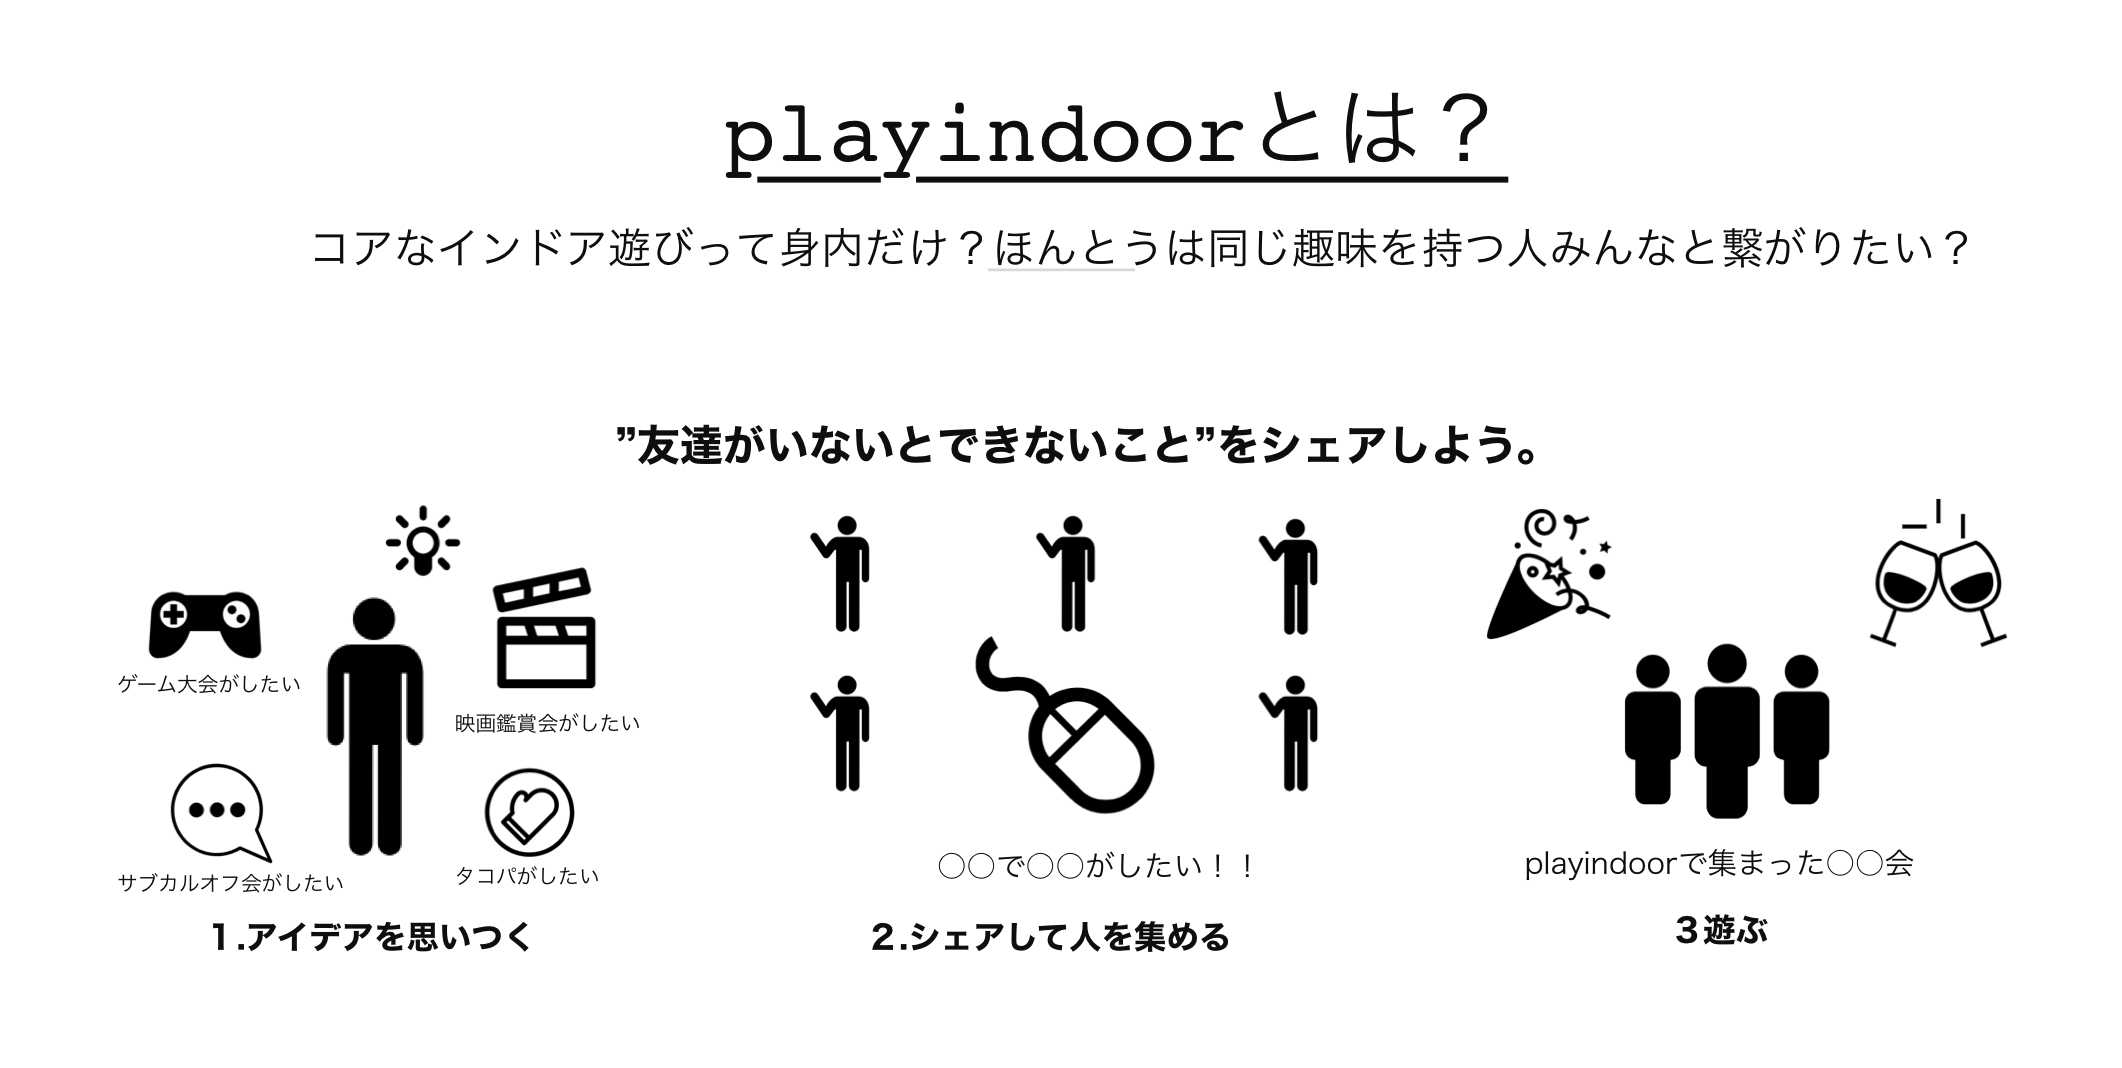 playindoorとは？
コアなインドア遊びって身内だけ？ほんとうは同じ趣味を持つ人みんなと繋がりたい？
”友達がいないとできないこと”をシェアしよう。
ゲーム大会がしたい
映画鑑賞会がしたい
サブカルオフ会がしたい
タコパがしたい
1.アイデアを思いつく
〇〇で〇〇がしたい！！
2.シェアして人を集める
playindoorで集まった〇〇会
3遊ぶ